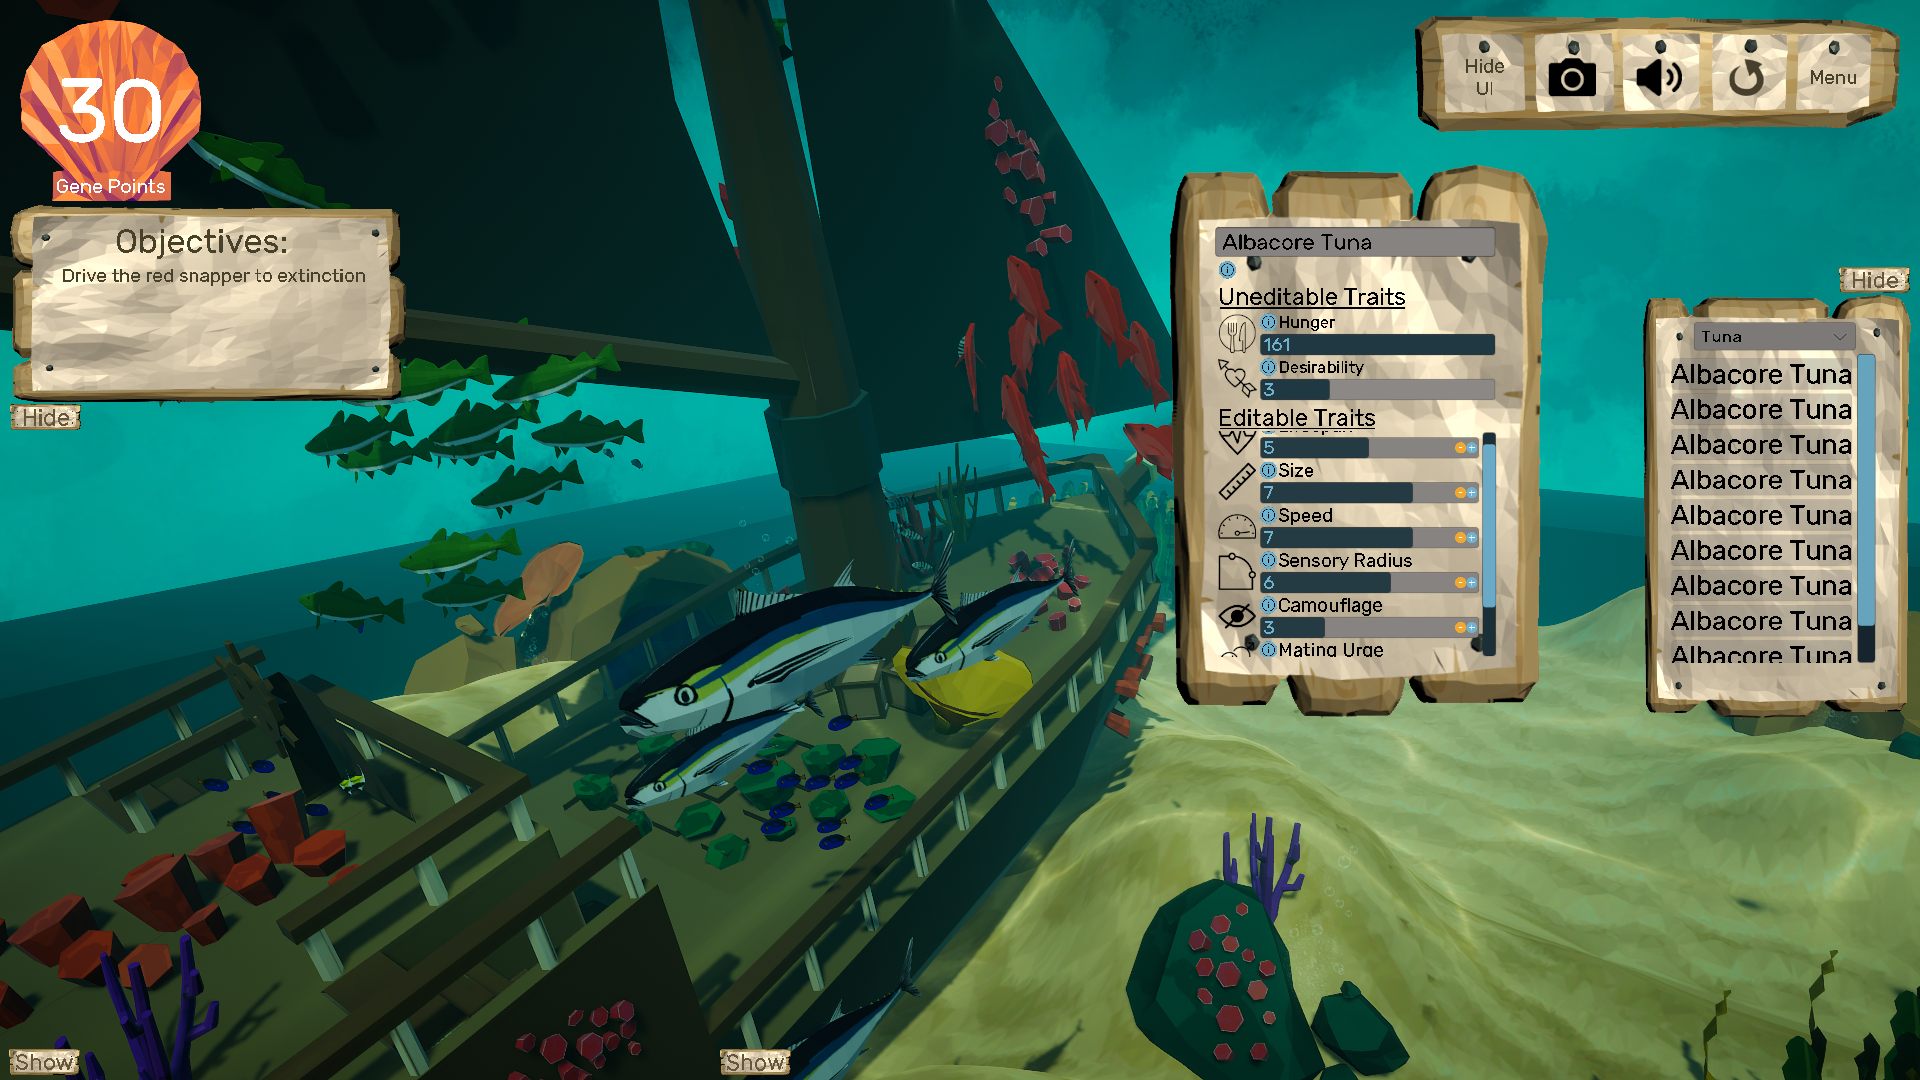 30
Gene Points
Objectives:
Drive the red snapper to extinction
Hide
Hide
UI
Menu
Albacore Tuna
Uneditable Traits
Hunger
161
Desirability
3
Editable Traits
5
Size
7
Speed
7
Sensory Radius
6
Camouflage
3
Mating Urge
Hide
Tuna
Albacore Tuna
Albacore Tuna
Albacore Tuna
Albacore Tuna
Albacore Tuna
Albacore Tuna
Albacore Tuna
Albacore Tuna
Albacore Tuna
Show
Show